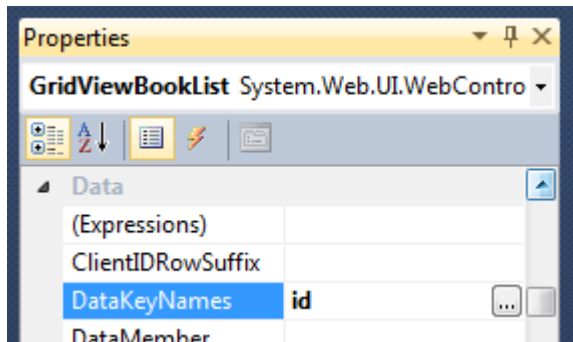 Properties
GridViewBookList System.Web.UI.WebContro
Data
(Expressions)
ClientIDRowSuffix
DataKeyNames id ...
DataMember